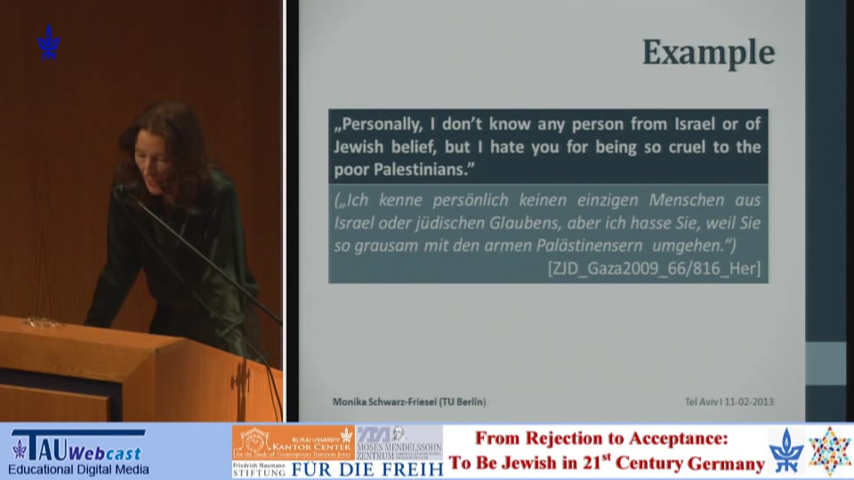 Example
„Personally, I don't know any person from Israel or of
Jewish belief, but I hate you for being so cruel to the
poor Palestinians.”
(„Ich kenne persönlich keinen einzigen Menschen aus
Israel oder jüdischen Glaubens, aber ich hasse Sie, weil Sie
so grausam mit den armen Palästinensern umgehen.“)
[ZJD_Gaza2009_66/816_Her]
Monika Schwarz-Friesel (TU Berlin)
Tel Aviv I 11-02-2013
TAU Webcast
Educational Digital Media
KANTOR CENTER
Friedrich Naumann
STIFTUNG FÜR DIE FREIH
MOSES MENDELSSOHN
ZENTRUM
From Rejection to Acceptance:
To Be Jewish in 21st Century Germany